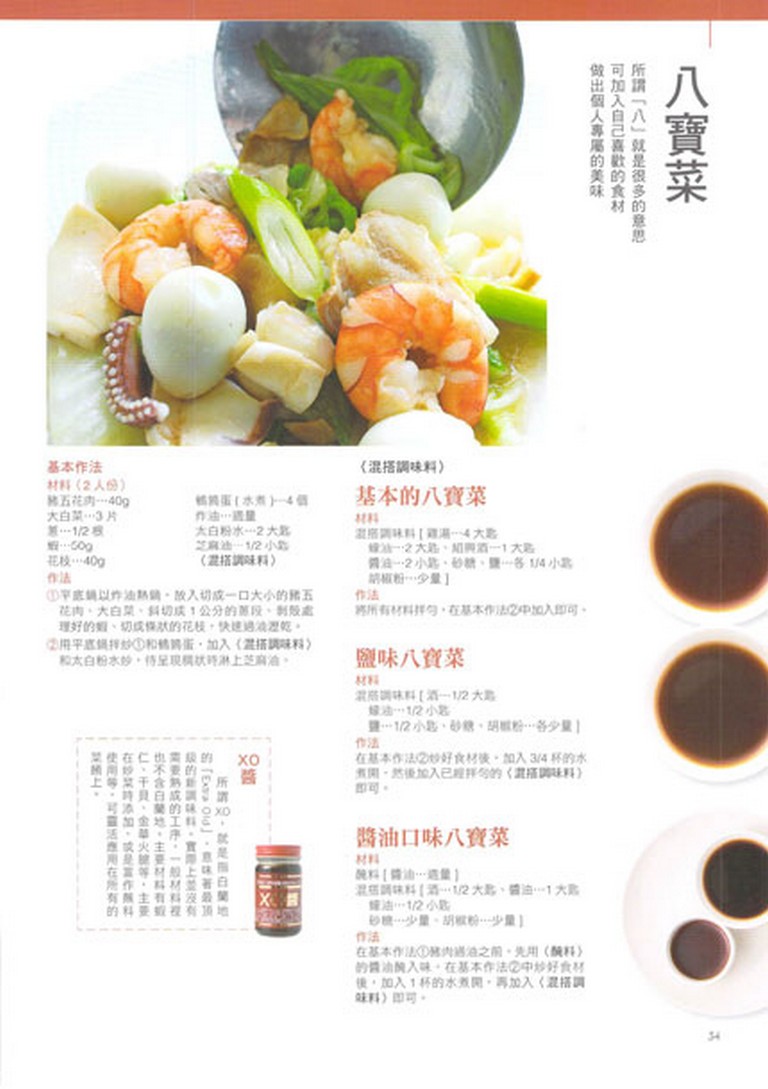 八寶菜
所謂「八」就是很多的意思
可加入自己喜歡的食材
做出個人專屬的美味
基本作法
材料（2人份）
豬五花肉…40g
大白菜…3片
蔥…1/2根
蝦…50g
花枝…40g
鵪鶉蛋(水煮)…4個
炸油…適量
太白粉水…2大匙
芝麻油…1/2小匙
〈混搭調味料〉
作法
①平底鍋以炸油熱鍋，放入切成一口大小的豬五
花肉、大白菜、斜切成1公分的蔥段、剝殼處
理好的蝦、切成條狀的花枝，快速過油瀝乾。
②用平底鍋拌炒①和鵪鶉蛋，加入〈混搭調味料〉
和太白粉水炒，待呈現稠狀時淋上芝麻油。
XO
醬
所謂XO，就是指白蘭地
的「Extra Old」，意味著最頂
級的新調味料。實際上並沒有
需要熟成的工序，一般材料裡
也不含白蘭地。主要材料有蝦
仁、干貝、金華火腿等，主要
在炒菜時添加，或是當作醃料
使用等，可靈活應用在所有的
菜餚上。
XO醬
〈混搭調味料〉
基本的八寶菜
材料
混搭調味料 [ 雞湯…4大匙
蠔油…2大匙、紹興酒…1大匙
醬油…2小匙、砂糖、鹽…各1/4小匙
胡椒粉…少量 ]
作法
將所有材料拌勻，在基本作法②中加入即可。
鹽味八寶菜
材料
混搭調味料 [ 酒…1/2大匙
蠔油…1/2小匙
鹽…1/2小匙、砂糖、胡椒粉…各少量 ]
作法
在基本作法②炒好食材後，加入3/4杯的水
煮開，然後加入已經拌勻的〈混搭調味料〉
即可。
醬油口味八寶菜
材料
醃料 [ 醬油…適量 ]
混搭調味料 [ 酒…1/2大匙、醬油…1大匙
蠔油…1/2小匙
砂糖…少量、胡椒粉…少量 ]
作法
在基本作法①豬肉過油之前，先用〈醃料〉
的醬油醃入味，在基本作法②中炒好食材
後，加入1杯的水煮開，再加入〈混搭調
味料〉即可。
34